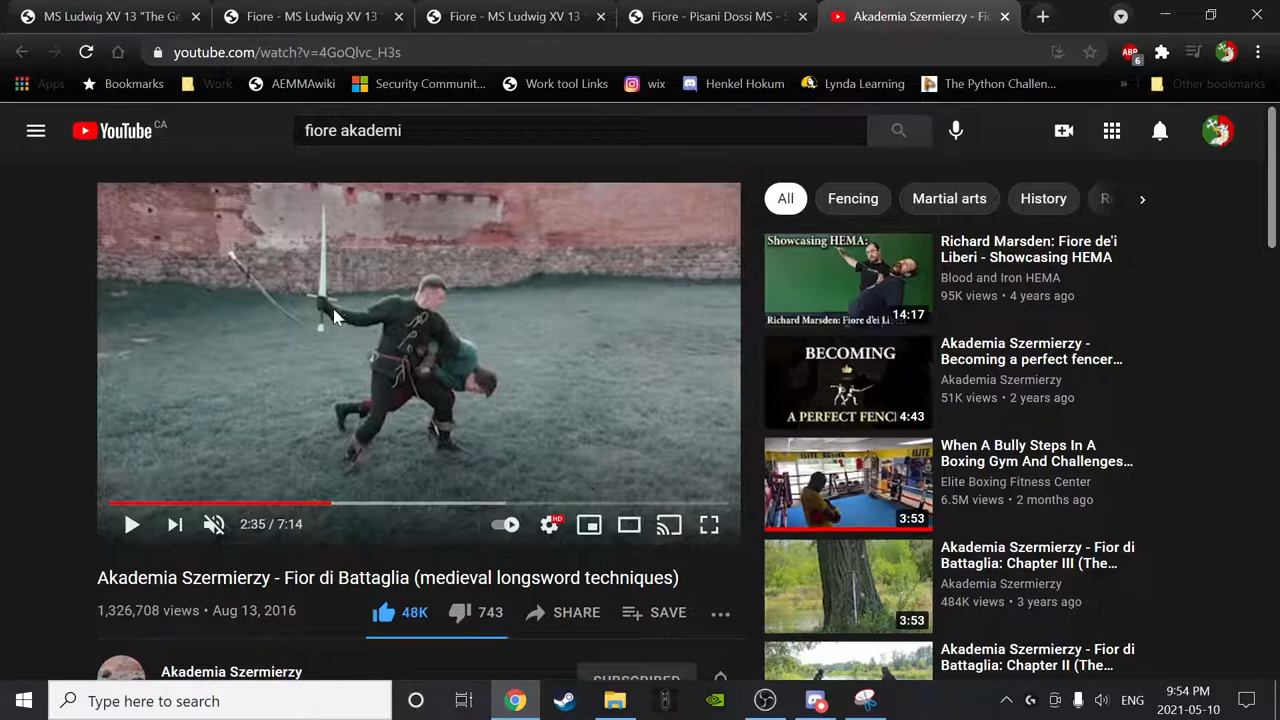 MS Ludwig XV 13 "The Ge
Fiore - MS Ludwig XV 13
Fiore - MS Ludwig XV 13
Fiore - Pisani Dossi MS - S
Akademia Szermierzy - Fio
youtube.com/watch?v=4GoQlvc_H3s
ABP
6
Apps
Bookmarks
Work
AEMMAwiki
Security Communit...
Work tool Links
wix
Henkel Hokum
Lynda Learning
The Python Challen...
»
Other bookmarks
YouTube CA
fiore akademi
All
Fencing
Martial arts
History
Showcasing HEMA:
Richard Marsden: Fiore d'ei Li
14:17
Richard Marsden: Fiore de'i
Liberi - Showcasing HEMA
Blood and Iron HEMA
95K views • 4 years ago
BECOMING
A PERFECT FENC
4:43
Akademia Szermierzy -
Becoming a perfect fencer...
Akademia Szermierzy
51K views • 2 years ago
ELITE
3:53
When A Bully Steps In A
Boxing Gym And Challenges...
Elite Boxing Fitness Center
6.5M views • 2 months ago
3:53
Akademia Szermierzy - Fior di
Battaglia: Chapter III (The...
Akademia Szermierzy
484K views • 3 years ago
Akademia Szermierzy - Fior di
Battaglia: Chapter II (The...
Akademia Szermierzy
2:35 / 7:14
HD
Akademia Szermierzy - Fior di Battaglia (medieval longsword techniques)
1,326,708 views • Aug 13, 2016
48K
743
SHARE
SAVE
Akademia Szermierzy
SUBSCRIBED
Type here to search
ENG
9:54 PM
2021-05-10